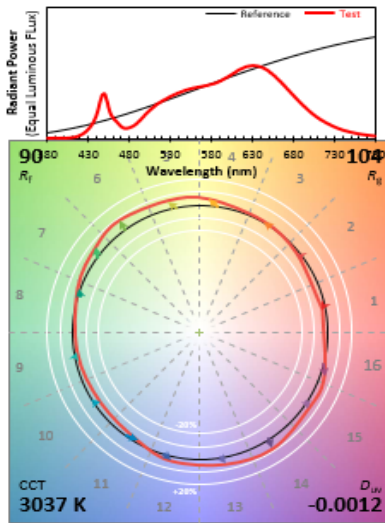 Reference
Test
Radiant Power
(Equal Luminous Flux)
380 430 480 530 580 630 680 730 780
Wavelength (nm)
90
Rf
104
Rg
4
6 3
7 2
8 1
9 16
10 15
11 14
12 13
-20%
+20%
CCT
3037 K
Duv
-0.0012